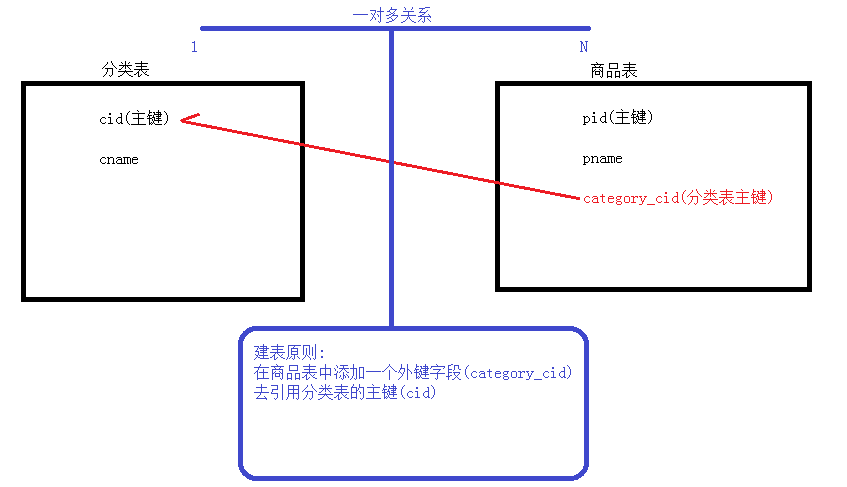 一对多关系
1
N
分类表
商品表
cid(主键)
cname
pid(主键)
pname
category_cid(分类表主键)
建表原则:
在商品表中添加一个外键字段(category_cid)
去引用分类表的主键(cid)